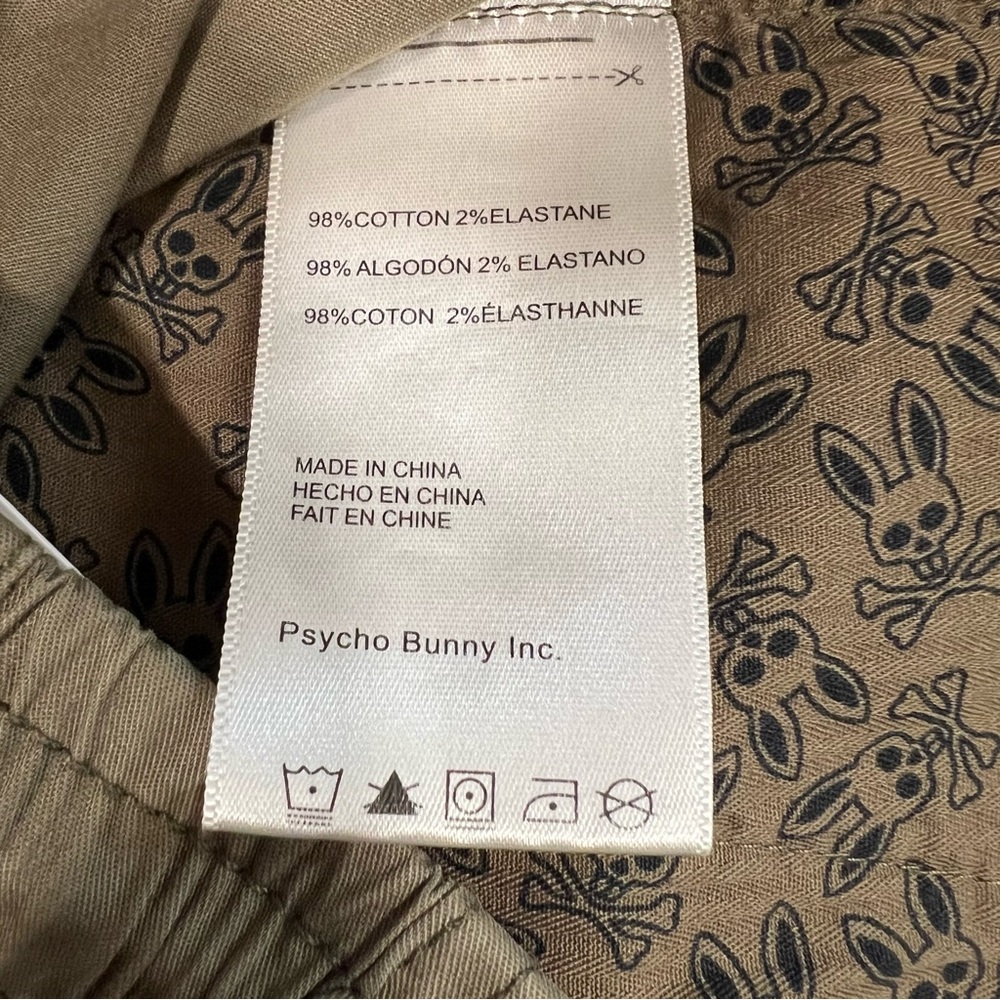 98%COTTON 2%ELASTANE
98% ALGODÓN 2% ELASTANO
98%COTON 2%ÉLASTHANNE
MADE IN CHINA
HECHO EN CHINA
FAIT EN CHINE
Psycho Bunny Inc.